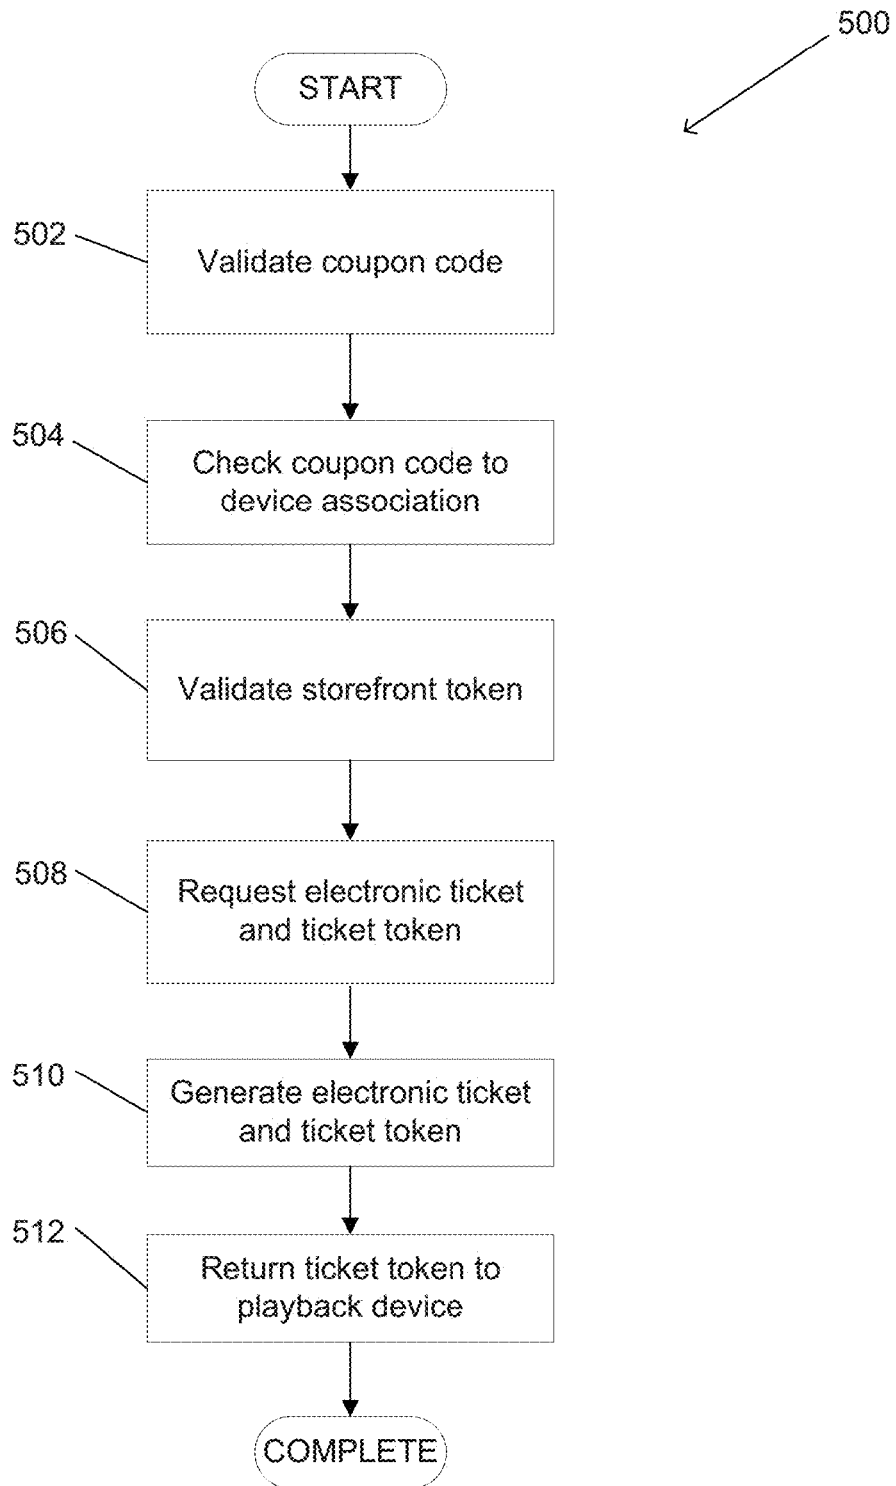 500
START
502
Validate coupon code
504
Check coupon code to
device association
506
Validate storefront token
508
Request electronic ticket
and ticket token
510
Generate electronic ticket
and ticket token
512
Return ticket token to
playback device
COMPLETE